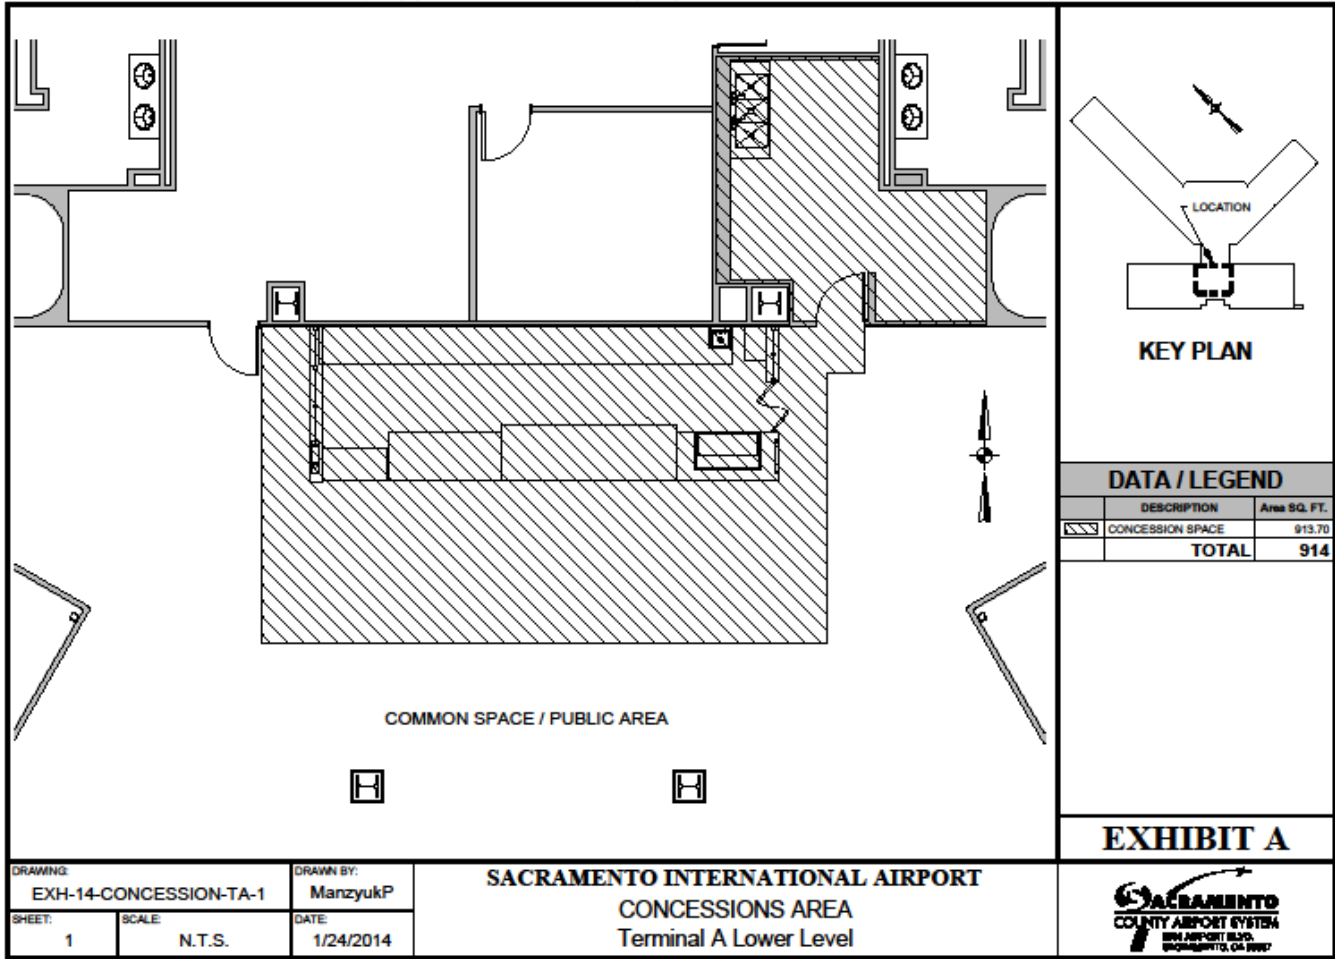 LOCATION
KEY PLAN
DATA / LEGEND
DESCRIPTION Area SQ. FT.
CONCESSION SPACE 913.70
TOTAL 914
COMMON SPACE / PUBLIC AREA
EXHIBIT A
DRAWING:
EXH-14-CONCESSION-TA-1
DRAWN BY:
ManzyukP
SHEET:
1
SCALE:
N.T.S.
DATE:
1/24/2014
SACRAMENTO INTERNATIONAL AIRPORT
CONCESSIONS AREA
Terminal A Lower Level
SACRAMENTO
COUNTY AIRPORT SYSTEM